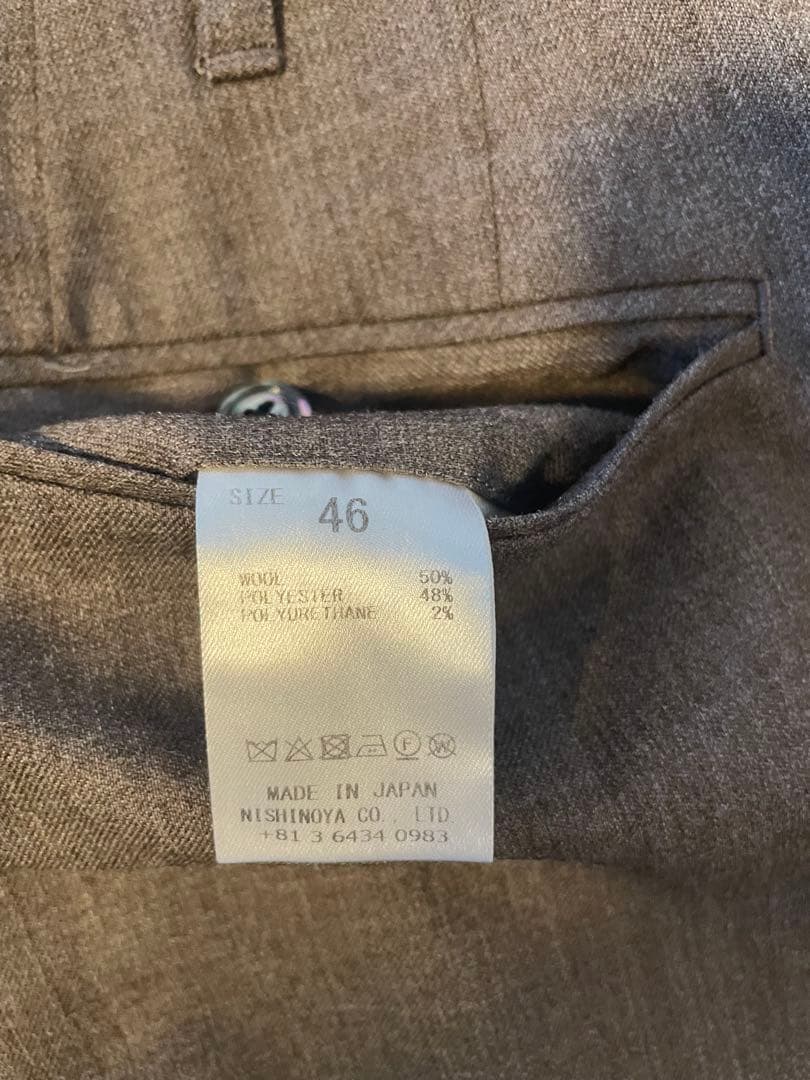 SIZE 46
WOOL 50%
POLYESTER 48%
POLYURETHANE 2%
F W
MADE IN JAPAN
NISHINOYA CO., LTD
+81 3 6434 0983